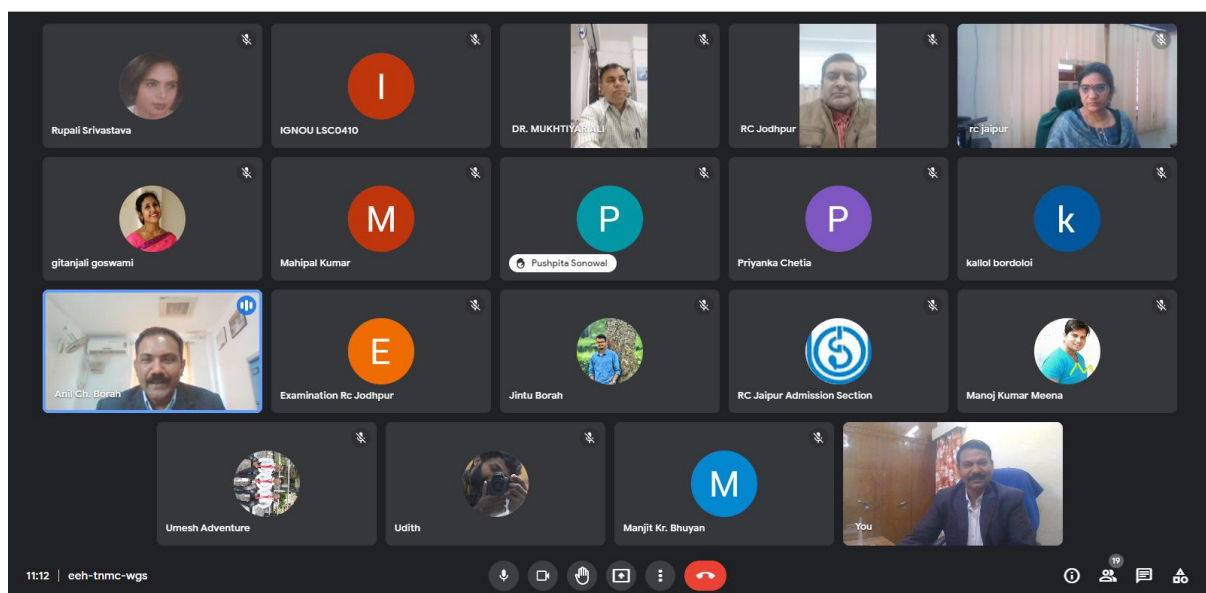 Rupali Srivastava
I
IGNOU LSC0410
DR. MUKHTIYAR ALI
RC Jodhpur
rc jaipur
gitanjali goswami
M
Mahipal Kumar
P
Pushpita Sonowal
P
Priyanka Chetia
k
kallol bordoloi
Anil Ch. Borah
E
Examination Rc Jodhpur
Jintu Borah
RC Jaipur Admission Section
Manoj Kumar Meena
Umesh Adventure
Udith
M
Manjit Kr. Bhuyan
You
11:12 | eeh-tnmc-wgs
19